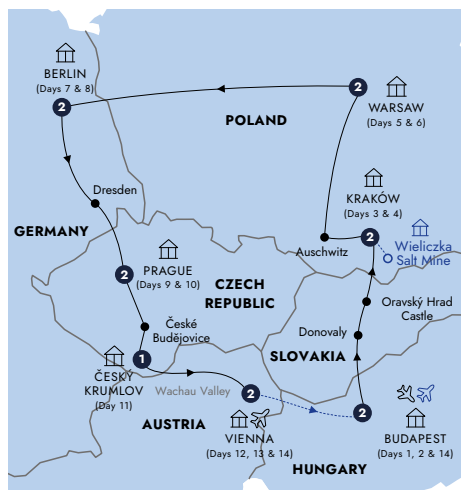 BERLIN
(Days 7 & 8)
2
2
WARSAW
(Days 5 & 6)
POLAND
Dresden
KRAKÓW
(Days 3 & 4)
GERMANY
2
Auschwitz
Wieliczka
Salt Mine
2
PRAGUE
(Days 9 & 10)
CZECH
REPUBLIC
Oravský Hrad
Castle
České
Budějovice
Donovaly
SLOVAKIA
1
ČESKÝ
KRUMLOV
(Day 11)
Wachau Valley
2
AUSTRIA
VIENNA
(Days 12, 13 & 14)
2
BUDAPEST
(Days 1, 2 & 14)
HUNGARY